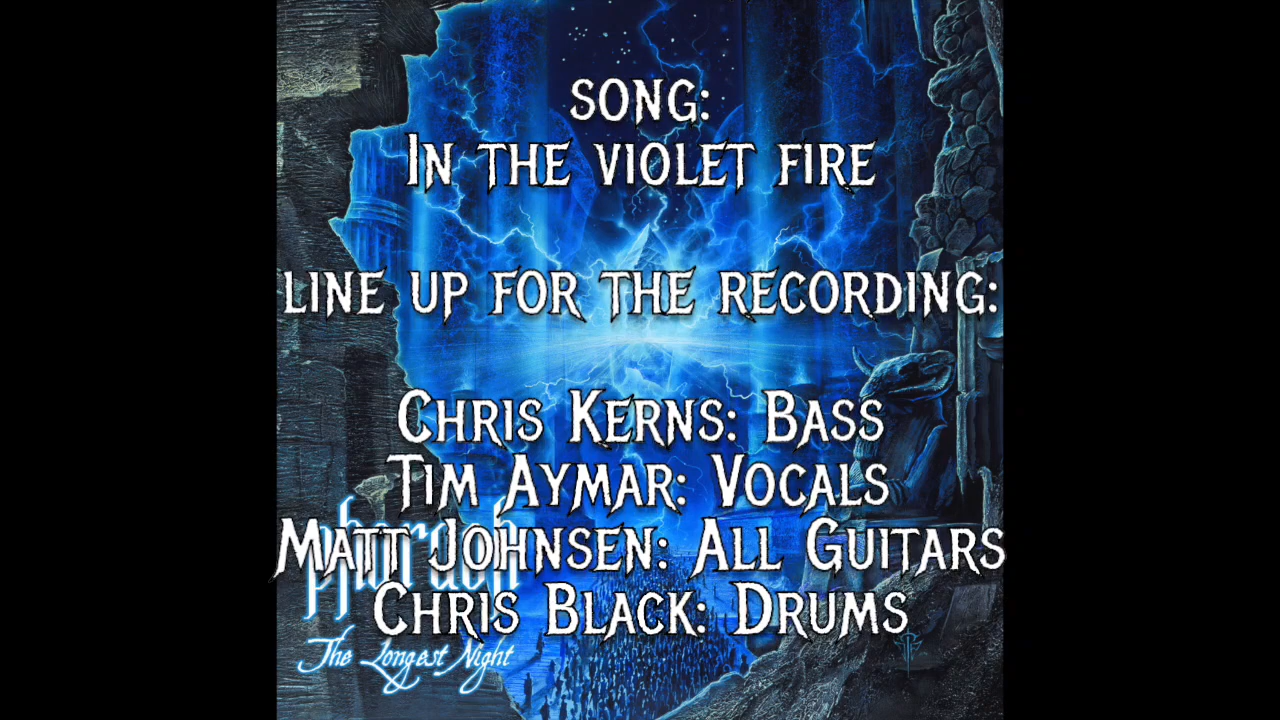 SONG:
IN THE VIOLET FIRE
LINE UP FOR THE RECORDING:
CHRIS KERNS: BASS
TIM AYMAR: VOCALS
pharaoh
MATT JOHNSEN: ALL GUITARS
CHRIS BLACK: DRUMS
The Longest Night